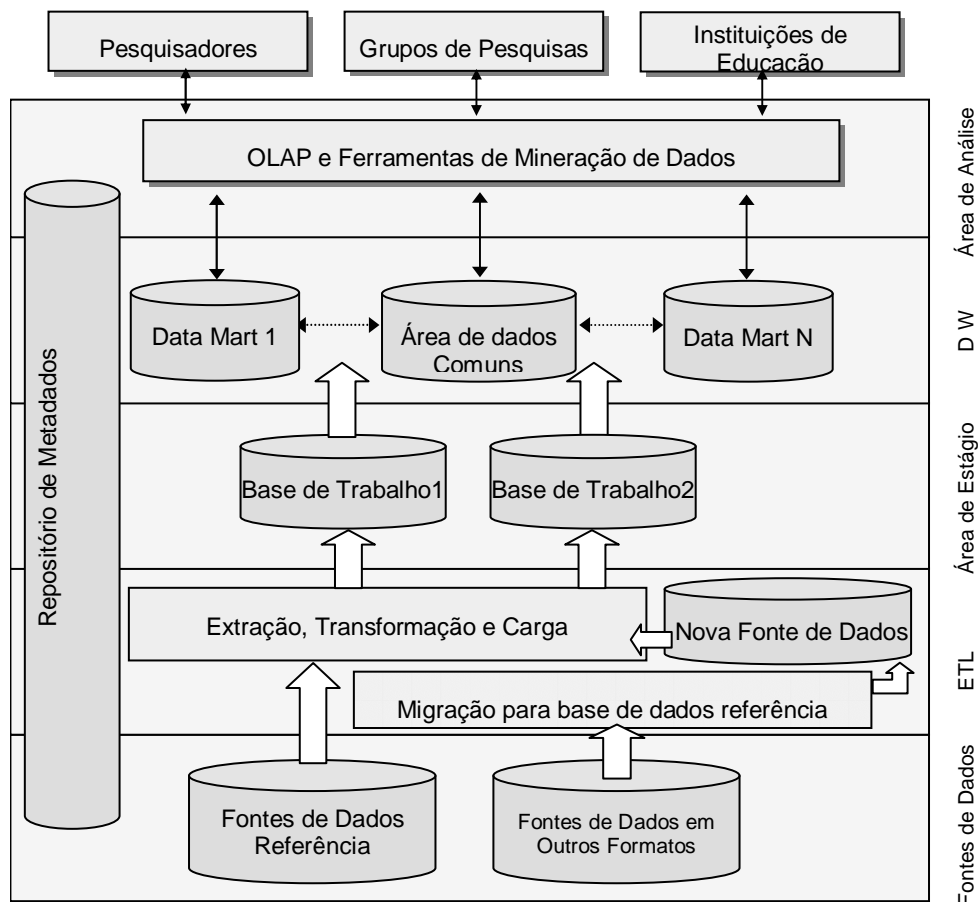 Pesquisadores
Grupos de Pesquisas
Instituições de
Educação
OLAP e Ferramentas de Mineração de Dados
Área de Análise
Data Mart 1
Área de dados
Comuns
Data Mart N
D W
Repositório de Metadados
Base de Trabalho1
Base de Trabalho2
Área de Estágio
Extração, Transformação e Carga
Nova Fonte de Dados
Migração para base de dados referência
ETL
Fontes de Dados
Referência
Fontes de Dados em
Outros Formatos
Fontes de Dados